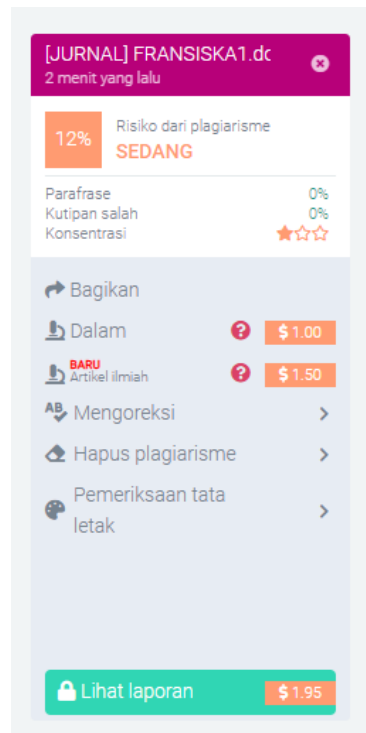 [JURNAL] FRANSISKA1.dc
2 menit yang lalu
12%
Risiko dari plagiarisme
SEDANG
Parafrase 0%
Kutipan salah 0%
Konsentrasi
Bagikan
Dalam ? $ 1.00
BARU
Artikel ilmiah ? $ 1.50
AB Mengoreksi
Hapus plagiarisme
Pemeriksaan tata
letak
Lihat laporan $ 1.95